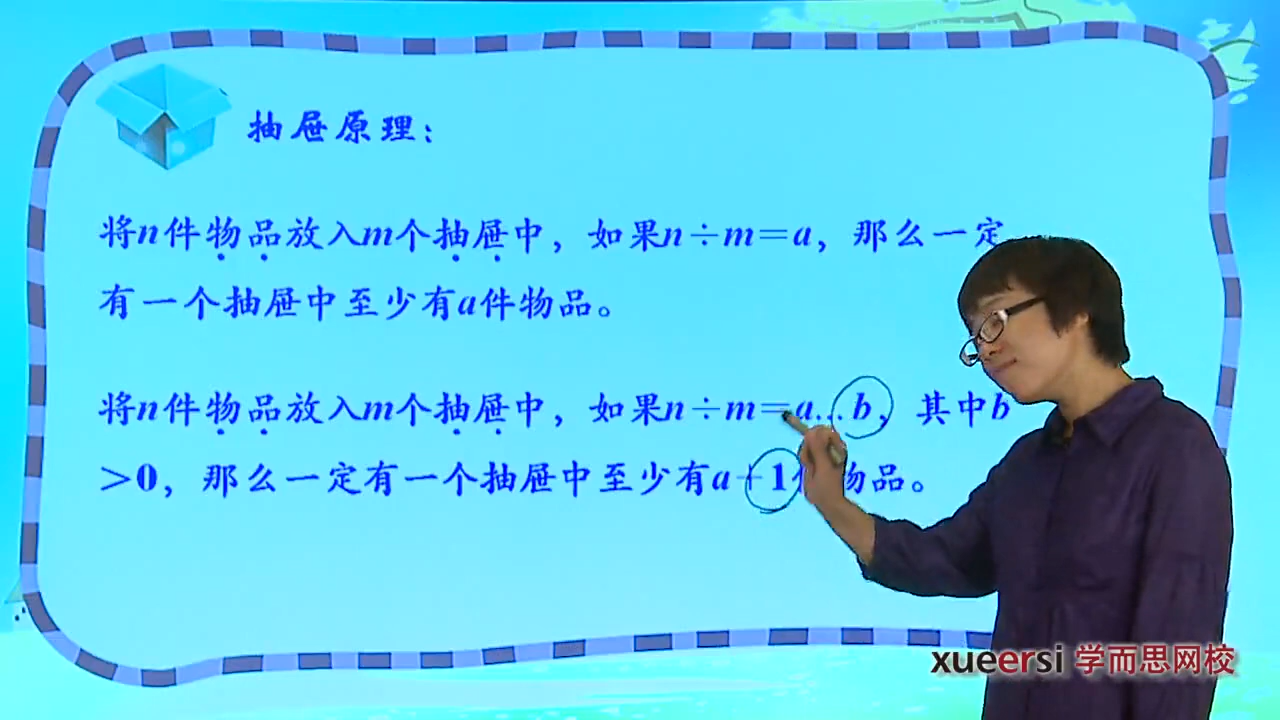 抽屉原理：
将n件物品放入m个抽屉中，如果n÷m＝a，那么一定
有一个抽屉中至少有a件物品。
将n件物品放入m个抽屉中，如果n÷m＝a…b，其中b
>0，那么一定有一个抽屉中至少有a＋1件物品。
xueersi 学而思网校